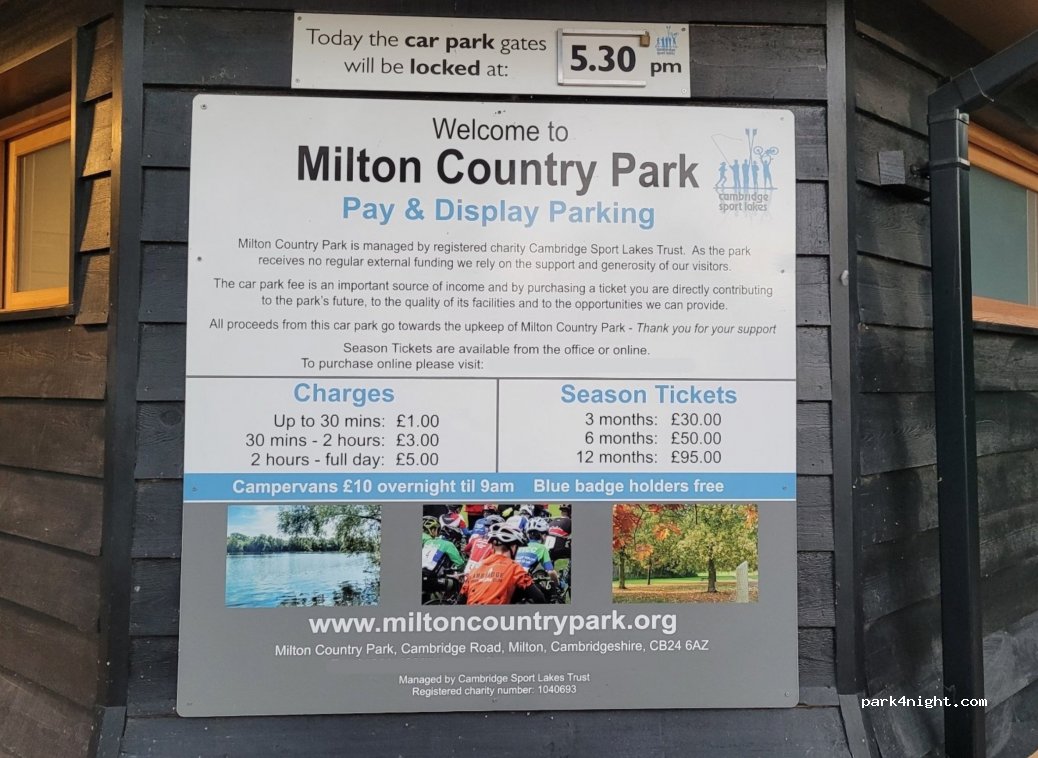 Today the car park gates
will be locked at:
5.30 pm
Welcome to
Milton Country Park
Pay & Display Parking
cambridge
sport lakes
Milton Country Park is managed by registered charity Cambridge Sport Lakes Trust. As the park
receives no regular external funding we rely on the support and generosity of our visitors.
The car park fee is an important source of income and by purchasing a ticket you are directly contributing
to the park's future, to the quality of its facilities and to the opportunities we can provide.
All proceeds from this car park go towards the upkeep of Milton Country Park - Thank you for your support
Season Tickets are available from the office or online.
To purchase online please visit:
Charges
Up to 30 mins: £1.00
30 mins - 2 hours: £3.00
2 hours - full day: £5.00
Season Tickets
3 months: £30.00
6 months: £50.00
12 months: £95.00
Campervans £10 overnight til 9am Blue badge holders free
www.miltoncountrypark.org
Milton Country Park, Cambridge Road, Milton, Cambridgeshire, CB24 6AZ
Managed by Cambridge Sport Lakes Trust
Registered charity number: 1040693
park4night.com